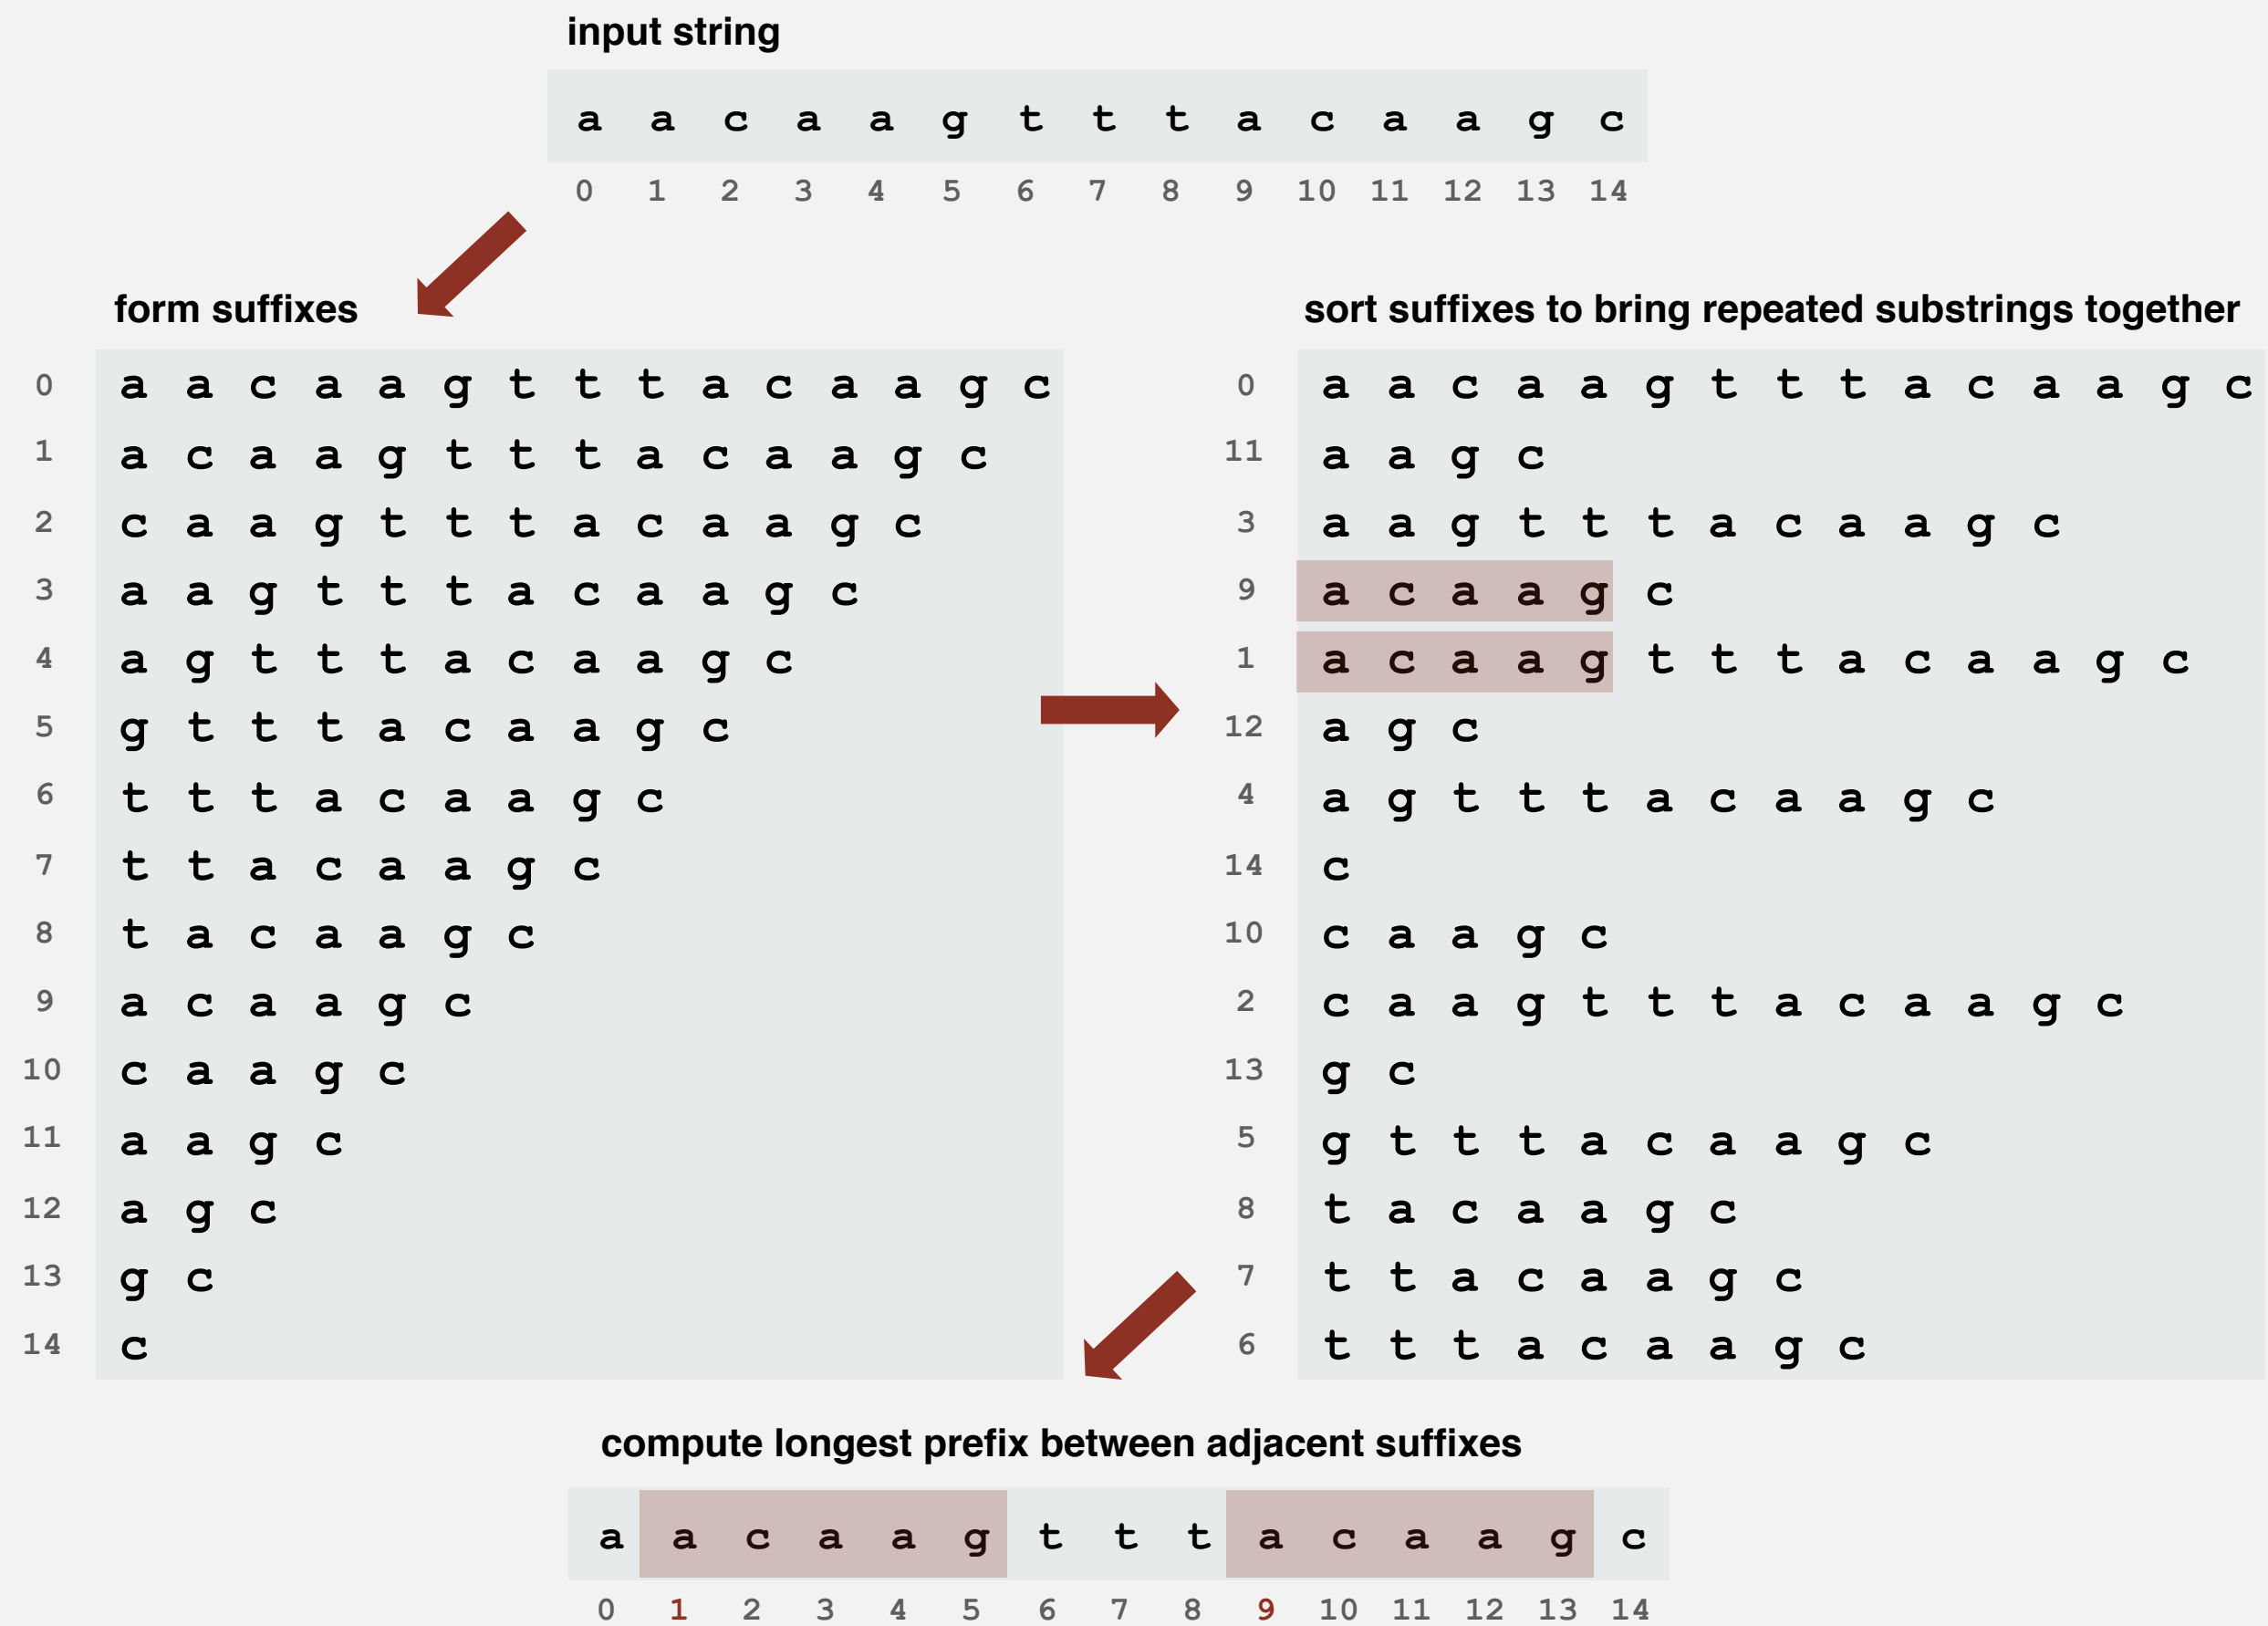 input string
a a c a a g t t t a c a a g c
0 1 2 3 4 5 6 7 8 9 10 11 12 13 14
form suffixes
0 a a c a a g t t t a c a a g c
1 a c a a g t t t a c a a g c
2 c a a g t t t a c a a g c
3 a a g t t t a c a a g c
4 a g t t t a c a a g c
5 g t t t a c a a g c
6 t t t a c a a g c
7 t t a c a a g c
8 t a c a a g c
9 a c a a g c
10 c a a g c
11 a a g c
12 a g c
13 g c
14 c
sort suffixes to bring repeated substrings together
0 a a c a a g t t t a c a a g c
11 a a g c
3 a a g t t t a c a a g c
9 a c a a g c
1 a c a a g t t t a c a a g c
12 a g c
4 a g t t t a c a a g c
14 c
10 c a a g c
2 c a a g t t t a c a a g c
13 g c
5 g t t t a c a a g c
8 t a c a a g c
7 t t a c a a g c
6 t t t a c a a g c
compute longest prefix between adjacent suffixes
a a c a a g t t t a c a a g c
0 1 2 3 4 5 6 7 8 9 10 11 12 13 14